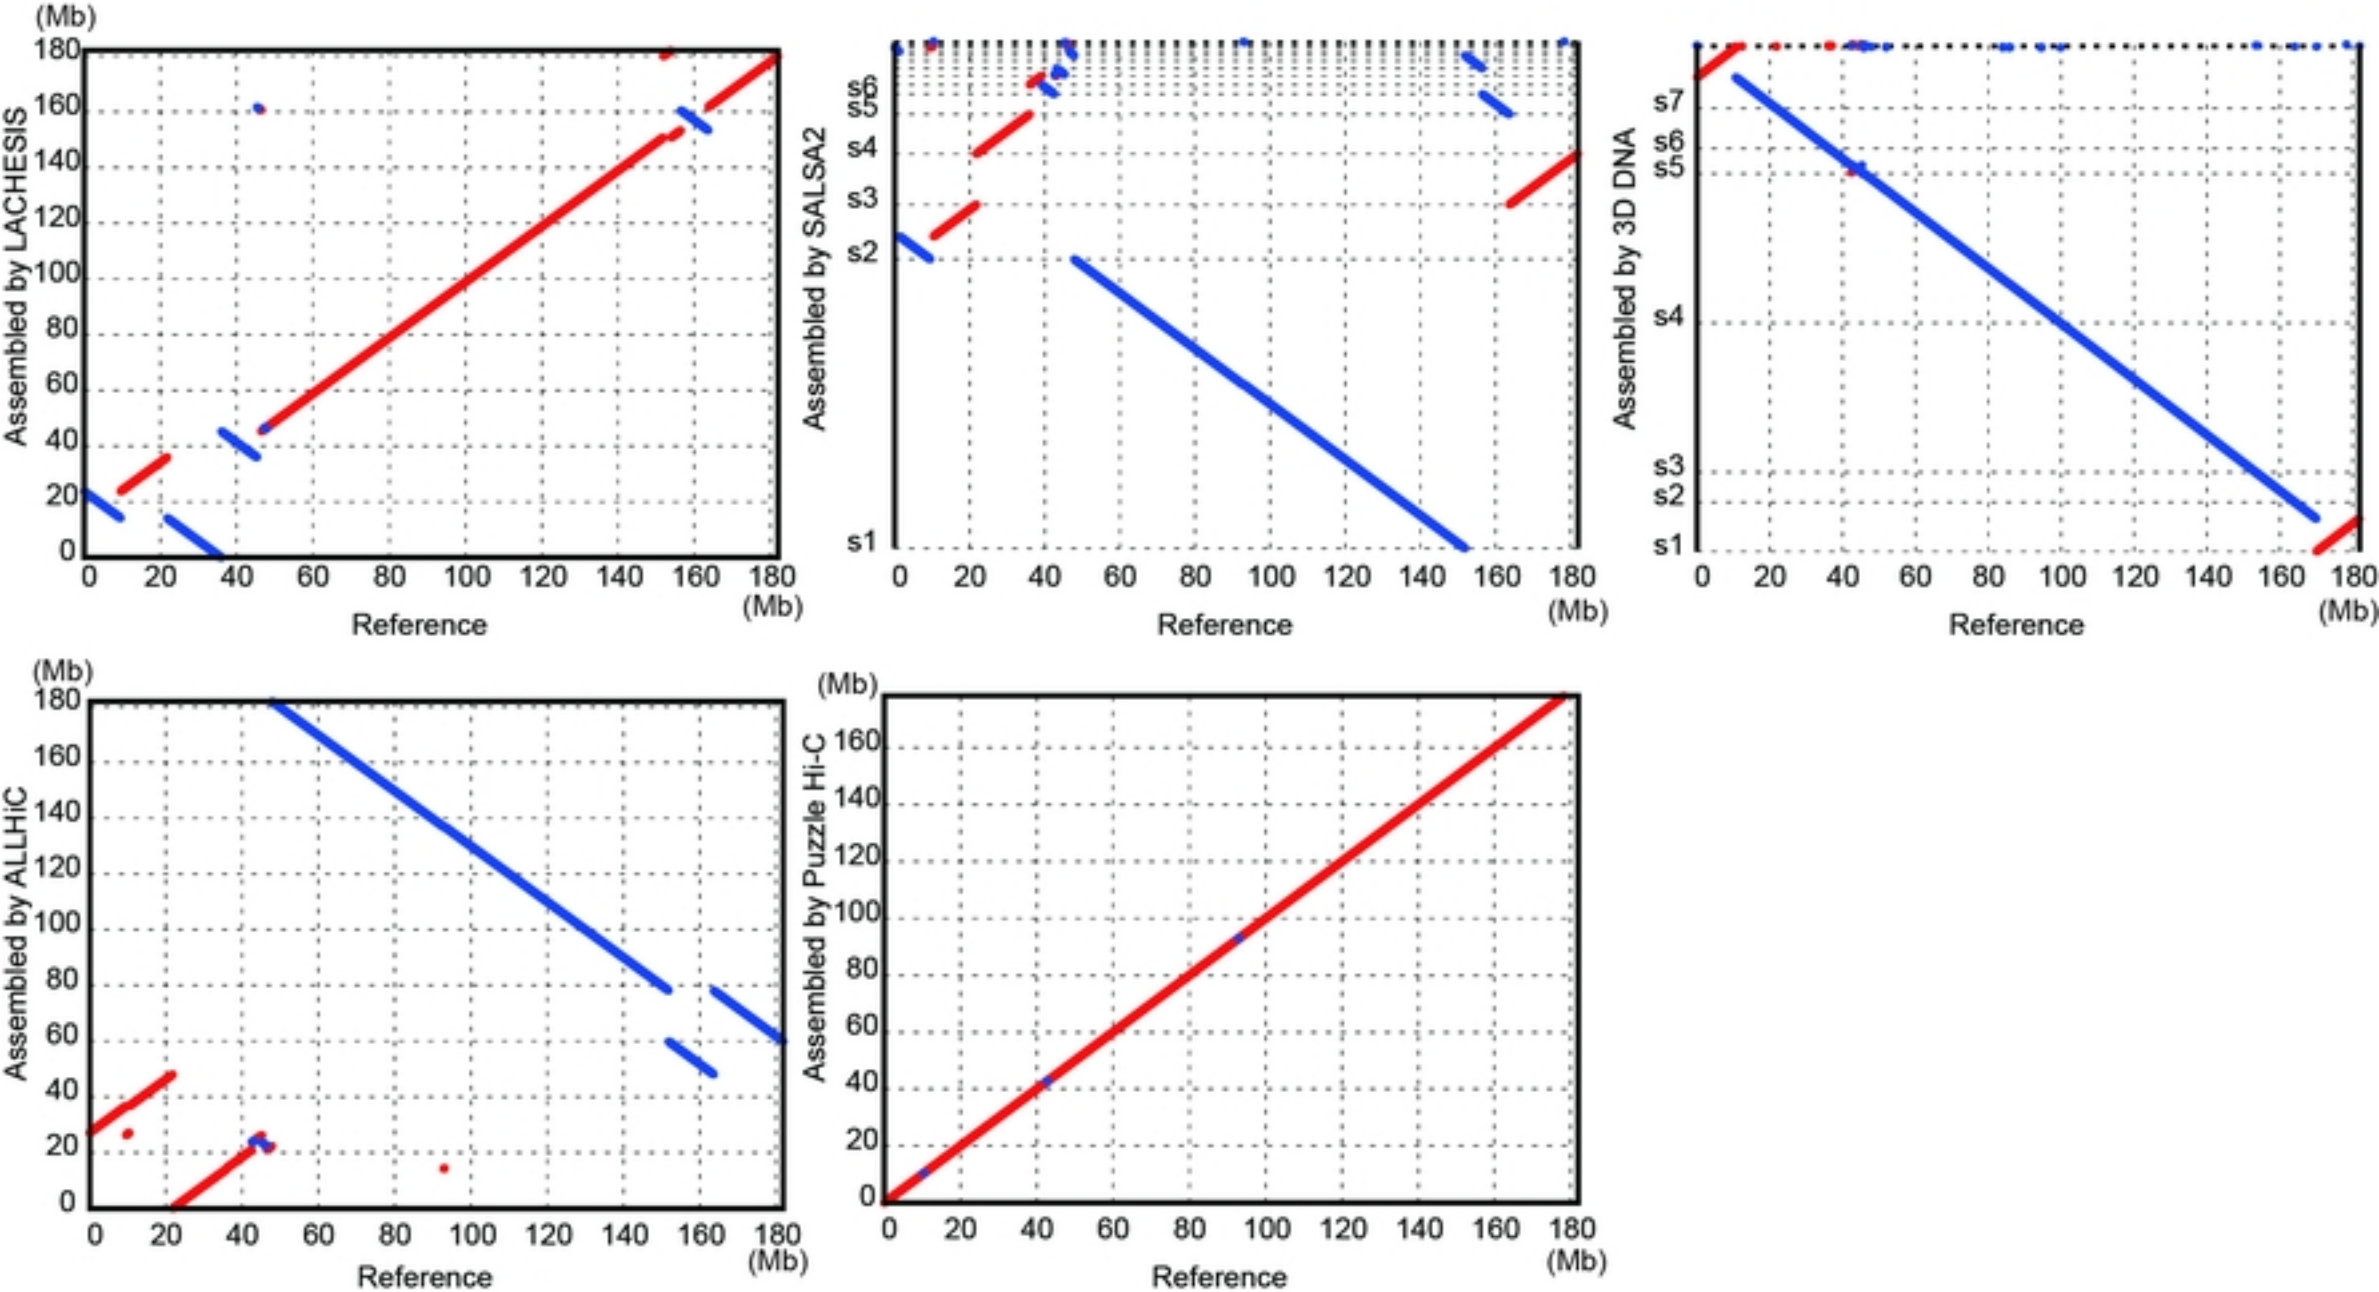 (Mb)
180
160
140
120
100
80
60
40
20
0
Assembled by LACHESIS
0 20 40 60 80 100 120 140 160 180
(Mb)
Reference
s6
s5
s4
s3
s2
s1
Assembled by SALSA2
0 20 40 60 80 100 120 140 160 180
(Mb)
Reference
s7
s6
s5
s4
s3
s2
s1
Assembled by 3D DNA
0 20 40 60 80 100 120 140 160 180
(Mb)
Reference
(Mb)
180
160
140
120
100
80
60
40
20
0
Assembled by ALLHiC
0 20 40 60 80 100 120 140 160 180
(Mb)
Reference
(Mb)
160
140
120
100
80
60
40
20
0
Assembled by Puzzle Hi-C
0 20 40 60 80 100 120 140 160 180
(Mb)
Reference